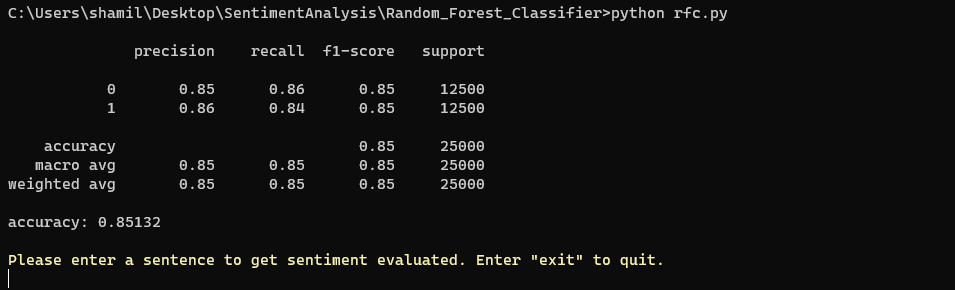 C:\Users\shamil\Desktop\SentimentAnalysis\Random_Forest_Classifier>python rfc.py
precision recall f1-score support
0 0.85 0.86 0.85 12500
1 0.86 0.84 0.85 12500
accuracy 0.85 25000
macro avg 0.85 0.85 0.85 25000
weighted avg 0.85 0.85 0.85 25000
accuracy: 0.85132
Please enter a sentence to get sentiment evaluated. Enter "exit" to quit.